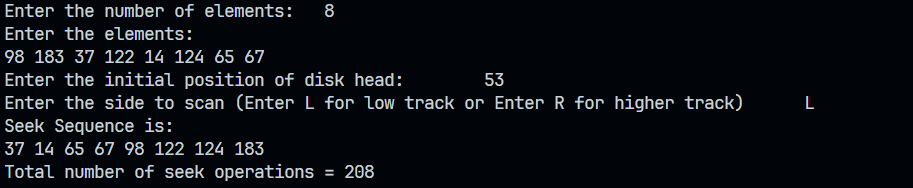 Enter the number of elements:   8
Enter the elements:
98 183 37 122 14 124 65 67
Enter the initial position of disk head:        53
Enter the side to scan (Enter L for low track or Enter R for higher track)      L
Seek Sequence is:
37 14 65 67 98 122 124 183
Total number of seek operations = 208